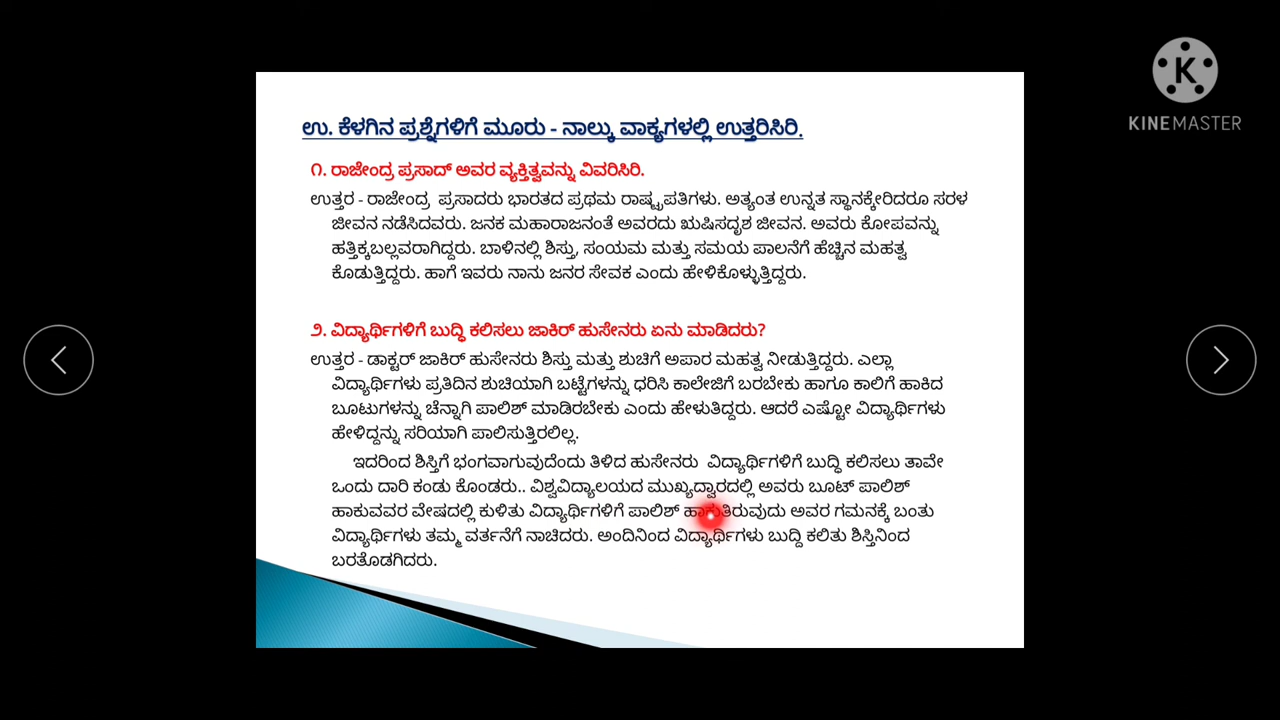 ಉ. ಕೆಳಗಿನ ಪ್ರಶ್ನೆಗಳಿಗೆ ಮೂರು - ನಾಲ್ಕು ವಾಕ್ಯಗಳಲ್ಲಿ ಉತ್ತರಿಸಿರಿ.
೧. ರಾಜೇಂದ್ರ ಪ್ರಸಾದ್ ಅವರ ವ್ಯಕ್ತಿತ್ವವನ್ನು ವಿವರಿಸಿರಿ.
ಉತ್ತರ - ರಾಜೇಂದ್ರ ಪ್ರಸಾದರು ಭಾರತದ ಪ್ರಥಮ ರಾಷ್ಟ್ರಪತಿಗಳು. ಅತ್ಯಂತ ಉನ್ನತ ಸ್ಥಾನಕ್ಕೇರಿದರೂ ಸರಳ
ಜೀವನ ನಡೆಸಿದವರು. ಜನಕ ಮಹಾರಾಜನಂತೆ ಅವರದು ಋಷಿಸದೃಶ ಜೀವನ. ಅವರು ಕೋಪವನ್ನು
ಹತ್ತಿಕ್ಕಬಲ್ಲವರಾಗಿದ್ದರು. ಬಾಳಿನಲ್ಲಿ ಶಿಸ್ತು, ಸಂಯಮ ಮತ್ತು ಸಮಯ ಪಾಲನೆಗೆ ಹೆಚ್ಚಿನ ಮಹತ್ವ
ಕೊಡುತ್ತಿದ್ದರು. ಹಾಗೆ ಇವರು ನಾನು ಜನರ ಸೇವಕ ಎಂದು ಹೇಳಿಕೊಳ್ಳುತ್ತಿದ್ದರು.
೨. ವಿದ್ಯಾರ್ಥಿಗಳಿಗೆ ಬುದ್ಧಿ ಕಲಿಸಲು ಜಾಕಿರ್ ಹುಸೇನರು ಏನು ಮಾಡಿದರು?
ಉತ್ತರ - ಡಾಕ್ಟರ್ ಜಾಕಿರ್ ಹುಸೇನರು ಶಿಸ್ತು ಮತ್ತು ಶುಚಿಗೆ ಅಪಾರ ಮಹತ್ವ ನೀಡುತ್ತಿದ್ದರು. ಎಲ್ಲಾ
ವಿದ್ಯಾರ್ಥಿಗಳು ಪ್ರತಿದಿನ ಶುಚಿಯಾಗಿ ಬಟ್ಟೆಗಳನ್ನು ಧರಿಸಿ ಕಾಲೇಜಿಗೆ ಬರಬೇಕು ಹಾಗೂ ಕಾಲಿಗೆ ಹಾಕಿದ
ಬೂಟುಗಳನ್ನು ಚೆನ್ನಾಗಿ ಪಾಲಿಶ್ ಮಾಡಿರಬೇಕು ಎಂದು ಹೇಳುತಿದ್ದರು. ಆದರೆ ಎಷ್ಟೋ ವಿದ್ಯಾರ್ಥಿಗಳು
ಹೇಳಿದ್ದನ್ನು ಸರಿಯಾಗಿ ಪಾಲಿಸುತ್ತಿರಲಿಲ್ಲ.
ಇದರಿಂದ ಶಿಸ್ತಿಗೆ ಭಂಗವಾಗುವುದೆಂದು ತಿಳಿದ ಹುಸೇನರು ವಿದ್ಯಾರ್ಥಿಗಳಿಗೆ ಬುದ್ಧಿ ಕಲಿಸಲು ತಾವೇ
ಒಂದು ದಾರಿ ಕಂಡು ಕೊಂಡರು.. ವಿಶ್ವವಿದ್ಯಾಲಯದ ಮುಖ್ಯದ್ವಾರದಲ್ಲಿ ಅವರು ಬೂಟ್ ಪಾಲಿಶ್
ಹಾಕುವವರ ವೇಷದಲ್ಲಿ ಕುಳಿತು ವಿದ್ಯಾರ್ಥಿಗಳಿಗೆ ಪಾಲಿಶ್ ಹಾಕುತಿರುವುದು ಅವರ ಗಮನಕ್ಕೆ ಬಂತು
ವಿದ್ಯಾರ್ಥಿಗಳು ತಮ್ಮ ವರ್ತನೆಗೆ ನಾಚಿದರು. ಅಂದಿನಿಂದ ವಿದ್ಯಾರ್ಥಿಗಳು ಬುದ್ದಿ ಕಲಿತು ಶಿಸ್ತಿನಿಂದ
ಬರತೊಡಗಿದರು.
K
KINEMASTER